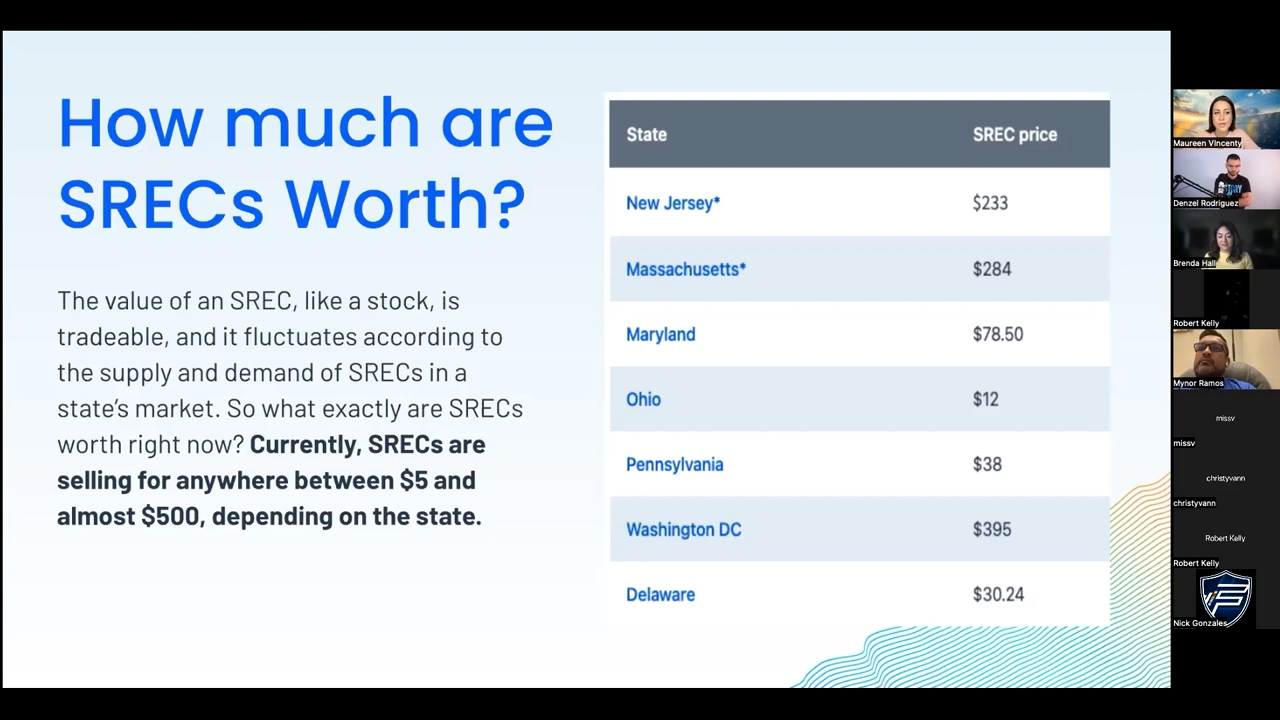 How much are
SRECs Worth?
The value of an SREC, like a stock, is
tradeable, and it fluctuates according to
the supply and demand of SRECs in a
state's market. So what exactly are SRECs
worth right now? Currently, SRECs are
selling for anywhere between $5 and
almost $500, depending on the state.
State SREC price
New Jersey* $233
Massachusetts* $284
Maryland $78.50
Ohio $12
Pennsylvania $38
Washington DC $395
Delaware $30.24
Maureen VIncenty
Denzel Rodriguez
Brenda Hall
Robert Kelly
Mynor Ramos
missv
missv
christyvann
christyvann
Robert Kelly
Robert Kelly
Nick Gonzales